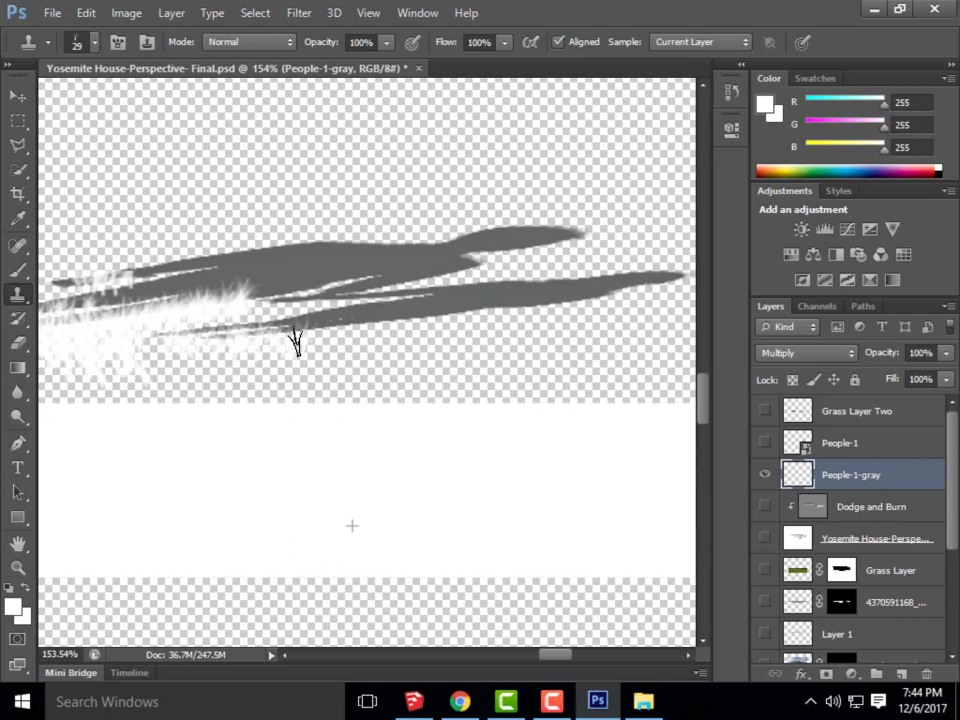 Ps File Edit Image Layer Type Select Filter 3D View Window Help
29 Mode: Normal Opacity: 100% Flow: 100% Aligned Sample: Current Layer
Yosemite House-Perspective- Final.psd @ 154% (People-1-gray, RGB/8#) * ×
Color Swatches
R 255
G 255
B 255
Adjustments Styles
Add an adjustment
Layers Channels Paths
Kind
Multiply Opacity: 100%
Lock: Fill: 100%
Grass Layer Two
People-1
People-1-gray
Dodge and Burn
Yosemite House-Perspe...
Grass Layer
4370591168_...
Layer 1
153.54% Doc: 36.7M/247.5M
Mini Bridge Timeline
Search Windows
Ps
7:44 PM
12/6/2017